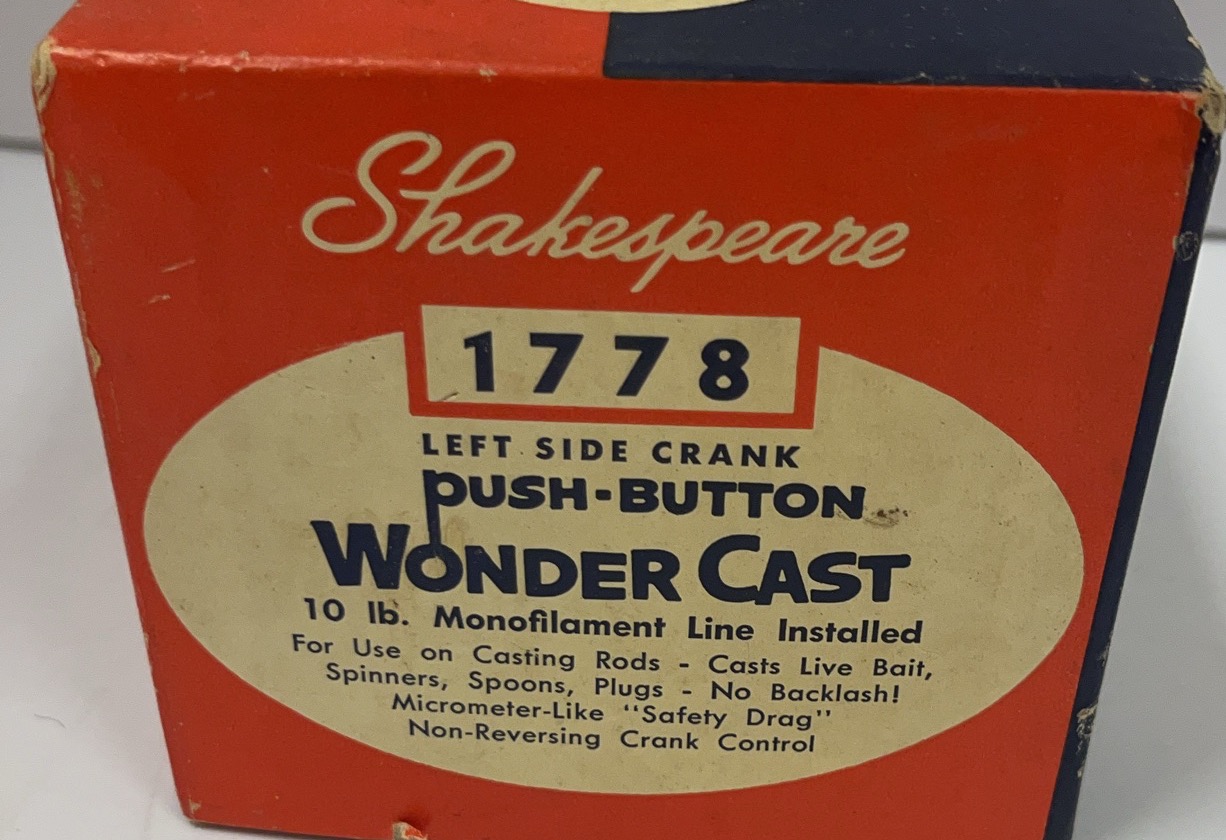 Shakespeare
1778
LEFT SIDE CRANK
PUSH-BUTTON
WONDER CAST
10 lb. Monofilament Line Installed
For Use on Casting Rods - Casts Live Bait,
Spinners, Spoons, Plugs - No Backlash!
Micrometer-Like "Safety Drag"
Non-Reversing Crank Control